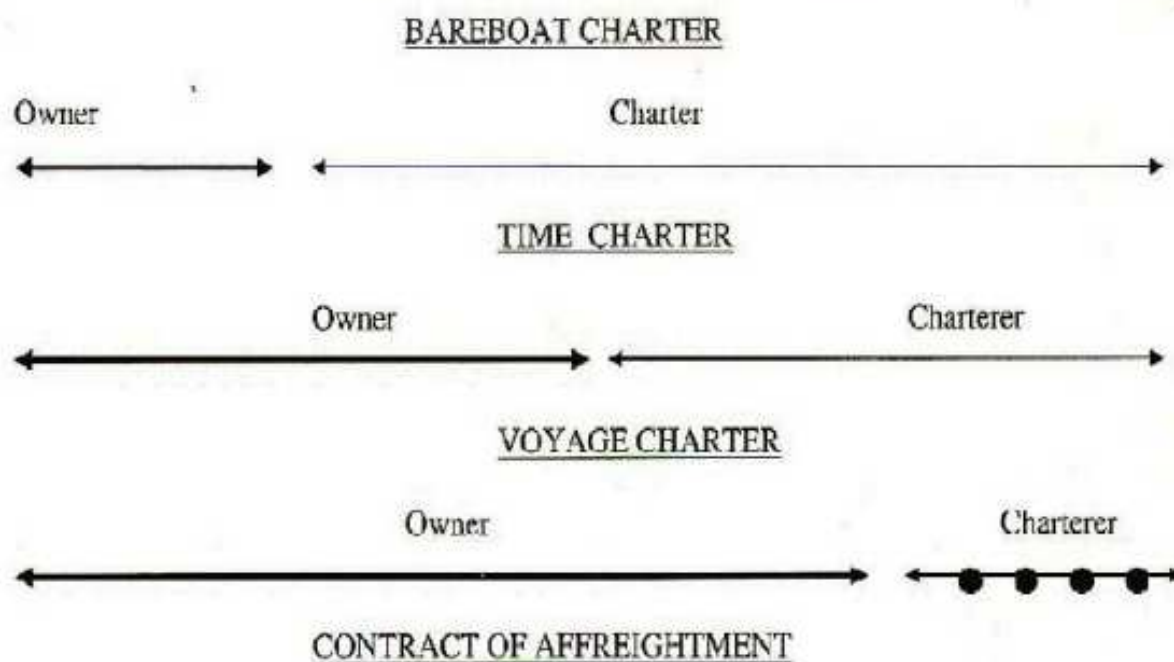 BAREBOAT CHARTER
Owner Charter
TIME CHARTER
Owner Charterer
VOYAGE CHARTER
Owner Charterer
CONTRACT OF AFFREIGHTMENT